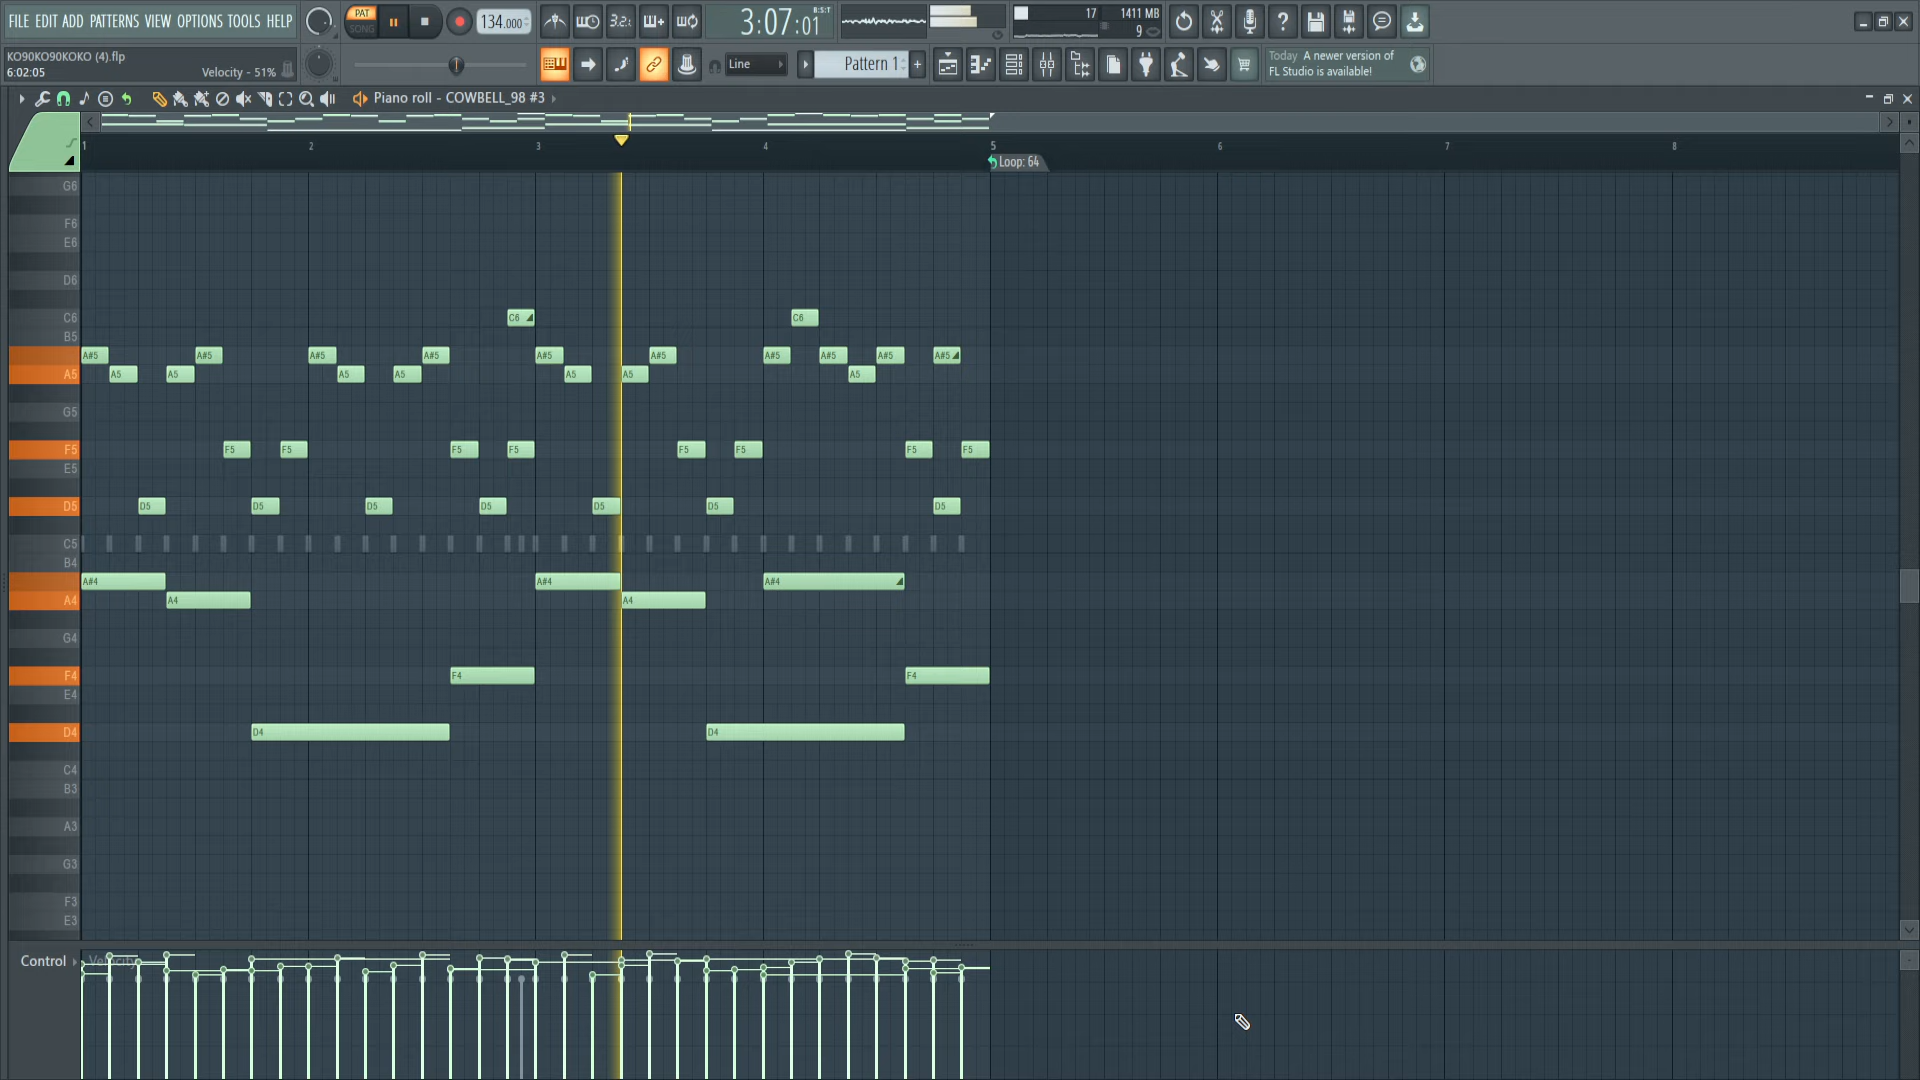 FILE EDIT ADD PATTERNS VIEW OPTIONS TOOLS HELP
PAT
SONG
134.000
3:2:
3:07:01
B:S:T
17
1411 MB
9
KO90KO90KOKO (4).flp
6:02:05
Velocity - 51%
Line
Pattern 1
+
Today A newer version of
FL Studio is available!
Piano roll - COWBELL_98 #3
1 2 3 4 5 6 7 8
Loop: 64
G6
F6
E6
D6
C6 C6 C6
B5
A#5 A#5 A#5 A#5 A#5 A#5 A#5 A#5 A#5 A#5
A5 A5 A5 A5 A5 A5 A5 A5
G5
F5 F5 F5 F5 F5 F5 F5 F5 F5
E5
D5 D5 D5 D5 D5 D5 D5 D5
C5
B4
A#4 A#4 A#4
A4 A4 A4
G4
F4 F4 F4
E4
D4 D4 D4
C4
B3
A3
G3
F3
E3
Control Velocity